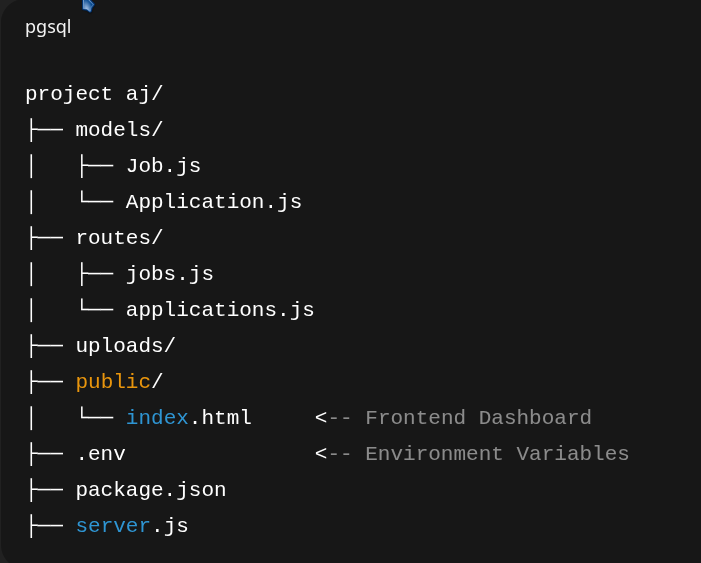 pgsql
project aj/
├── models/
│   ├── Job.js
│   └── Application.js
├── routes/
│   ├── jobs.js
│   └── applications.js
├── uploads/
├── public/
│   └── index.html     <-- Frontend Dashboard
├── .env               <-- Environment Variables
├── package.json
├── server.js